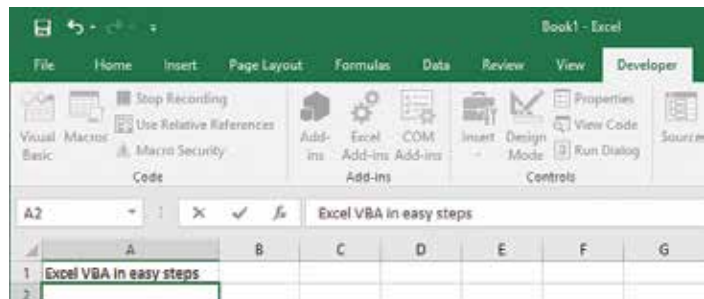 Book1 - Excel
File Home Insert Page Layout Formulas Data Review View Developer
Visual Basic Macros Stop Recording Use Relative References Macro Security Add-ins Excel Add-ins COM Add-ins Insert Design Mode Properties View Code Run Dialog Source
Code Add-ins Controls
A2 fx Excel VBA in easy steps
A B C D E F G
1 Excel VBA in easy steps
2